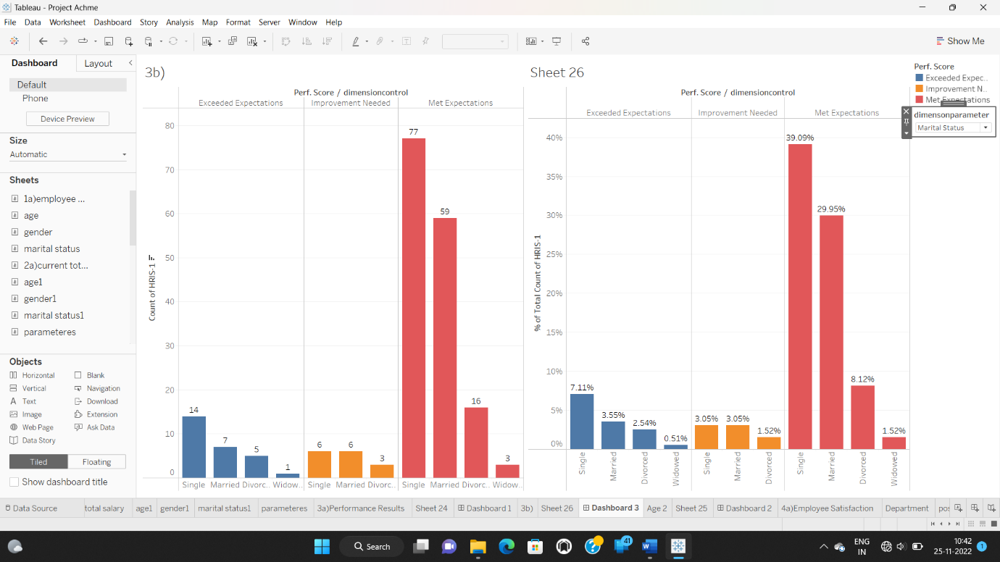 Tableau - Project Achme
File Data Worksheet Dashboard Story Analysis Map Format Server Window Help
Show Me
Dashboard Layout
Default
Phone
Device Preview
Size
Automatic
Sheets
1a)employee ...
age
gender
marital status
2a)current tot...
age1
gender1
marital status1
parameteres
Objects
Horizontal Blank
Vertical Navigation
Text Download
Image Extension
Web Page Ask Data
Data Story
Tiled Floating
Show dashboard title
3b)
Perf. Score / dimensioncontrol
Exceeded Expectations Improvement Needed Met Expectations
Count of HRIS-1
80
70
60
50
40
30
20
10
0
14 7 5 1 6 6 3 77 59 16 3
Single Married Divorc.. Widow.. Single Married Divorc.. Single Married Divorc.. Widow..
Sheet 26
Perf. Score / dimensioncontrol
Exceeded Expectations Improvement Needed Met Expectations
% of Total Count of HRIS-1
40%
35%
30%
25%
20%
15%
10%
5%
0%
7.11% 3.55% 2.54% 0.51% 3.05% 3.05% 1.52% 39.09% 29.95% 8.12% 1.52%
Single Married Divorced Widowed Single Married Divorced Single Married Divorced Widowed
Perf. Score
Exceeded Expec..
Improvement N..
Met Expectations
dimensonparameter
Marital Status
Data Source total salary age1 gender1 marital status1 parameteres 3a)Performance Results Sheet 24 Dashboard 1 3b) Sheet 26 Dashboard 3 Age 2 Sheet 25 Dashboard 2 4a)Employee Satisfaction Department pos
Search
41
ENG
IN
10:42
25-11-2022
1